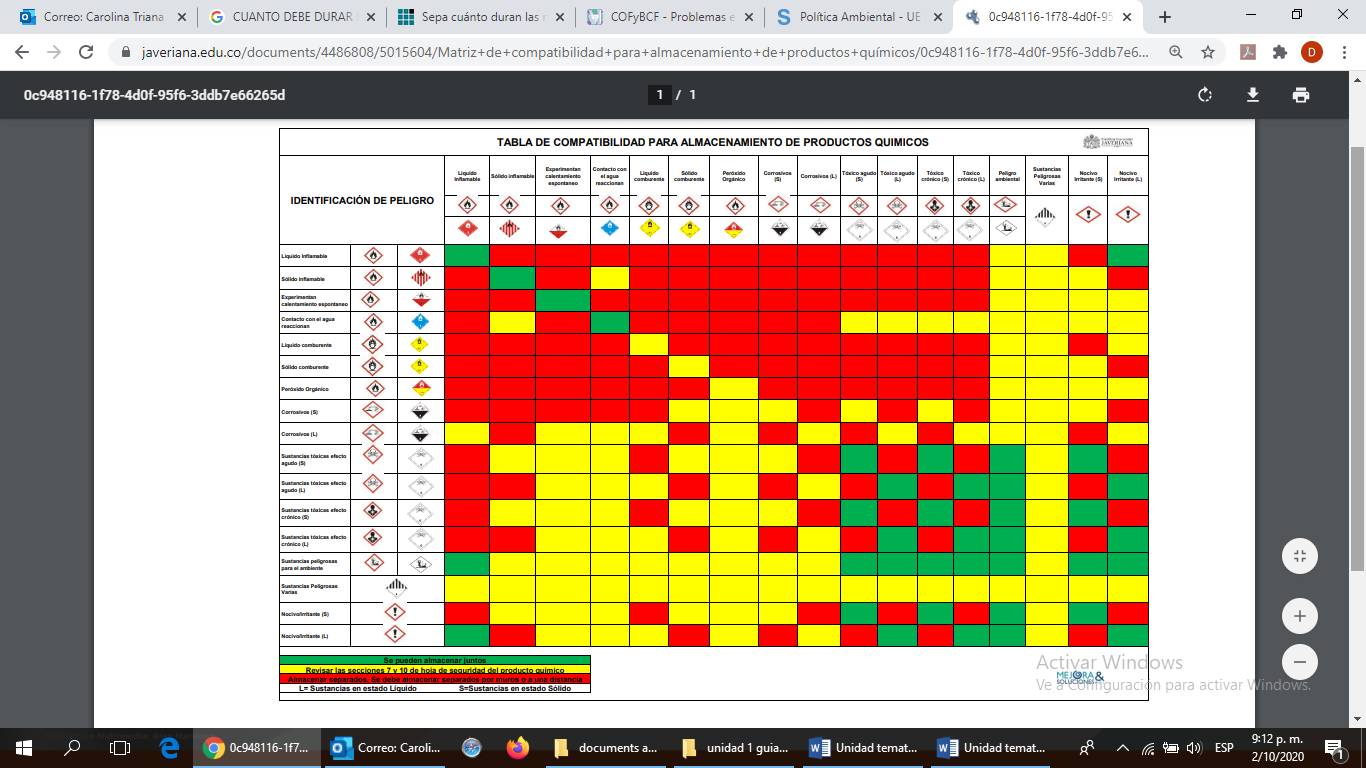 Correo: Carolina Triana
CUANTO DEBE DURAR
Sepa cuánto duran las
COFyBCF - Problemas e
Política Ambiental - UE
0c948116-1f78-4d0f-95
javeriana.edu.co/documents/4486808/5015604/Matriz+de+compatibilidad+para+almacenamiento+de+productos+químicos/0c948116-1f78-4d0f-95f6-3ddb7e6...
D
0c948116-1f78-4d0f-95f6-3ddb7e66265d
1 / 1
TABLA DE COMPATIBILIDAD PARA ALMACENAMIENTO DE PRODUCTOS QUIMICOS
JAVERIANA
IDENTIFICACIÓN DE PELIGRO
Líquido Inflamable
Sólido inflamable
Experimentan calentamiento espontaneo
Contacto con el agua reaccionan
Líquido comburente
Sólido comburente
Peróxido Orgánico
Corrosivos (S)
Corrosivos (L)
Tóxico agudo (S)
Tóxico agudo (L)
Tóxico crónico (S)
Tóxico crónico (L)
Peligro ambiental
Sustancias Peligrosas Varias
Nocivo Irritante (S)
Nocivo Irritante (L)
Líquido Inflamable
Sólido inflamable
Experimentan
calentamiento espontaneo
Contacto con el agua
reaccionan
Líquido comburente
Sólido comburente
Peróxido Orgánico
Corrosivos (S)
Corrosivos (L)
Sustancias tóxicas efecto
agudo (S)
Sustancias tóxicas efecto
agudo (L)
Sustancias tóxicas efecto
crónico (S)
Sustancias tóxicas efecto
crónico (L)
Sustancias peligrosas
para el ambiente
Sustancias Peligrosas
Varias
Nocivo/irritante (S)
Nocivo/irritante (L)
Se pueden almacenar juntos
Revisar las secciones 7 y 10 de hoja de seguridad del producto químico
Almacenar separados. Se debe almacenar separados por muros o a una distancia
L= Sustancias en estado Líquido S=Sustancias en estado Sólido
MEJORA&
SOLUCIONES
Activar Windows
Ve a Configuración para activar Windows.
0c948116-1f7...
Correo: Caroli...
documents a...
unidad 1 guia...
Unidad temat...
Unidad temat...
ESP
9:12 p. m.
2/10/2020
1